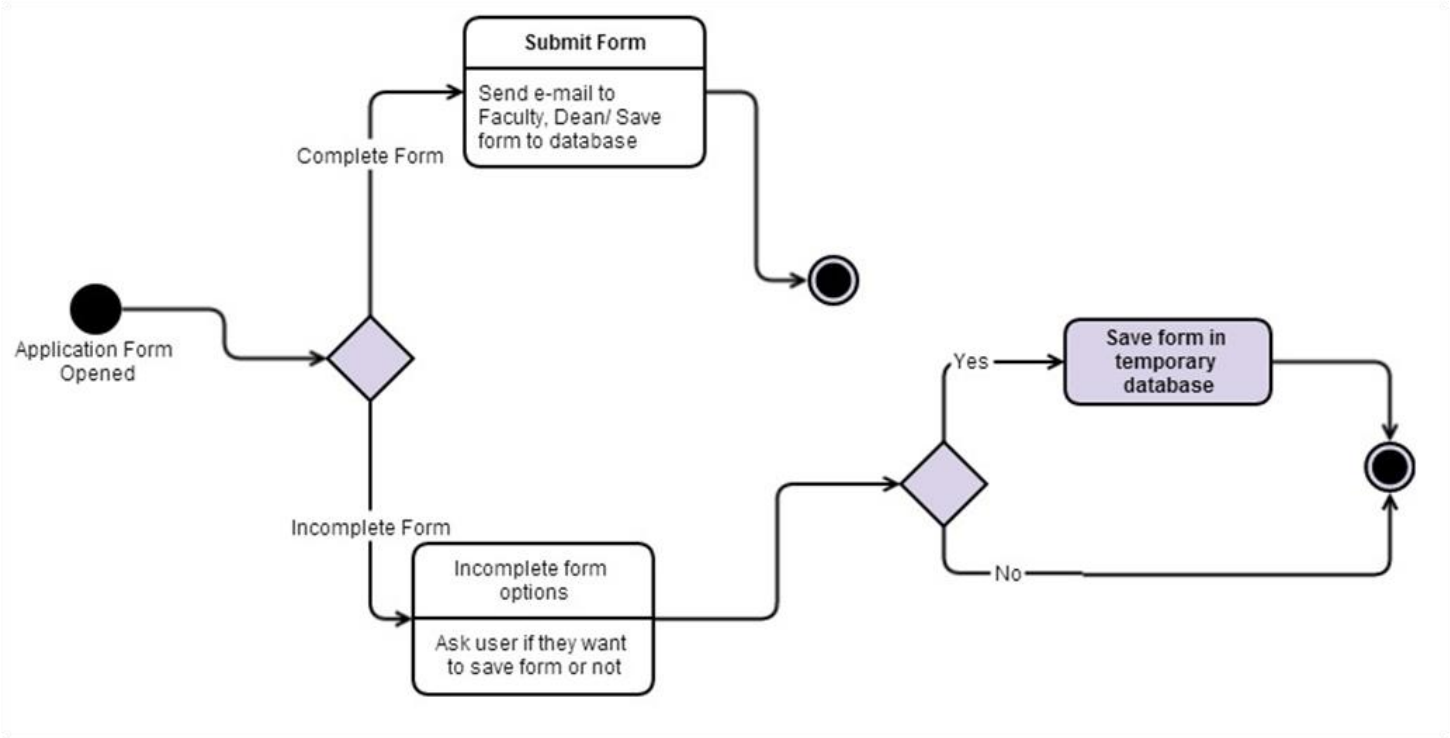 Submit Form
Send e-mail to
Faculty, Dean/ Save
form to database
Complete Form
Application Form
Opened
Yes
Save form in
temporary
database
Incomplete Form
Incomplete form
options
Ask user if they want
to save form or not
No